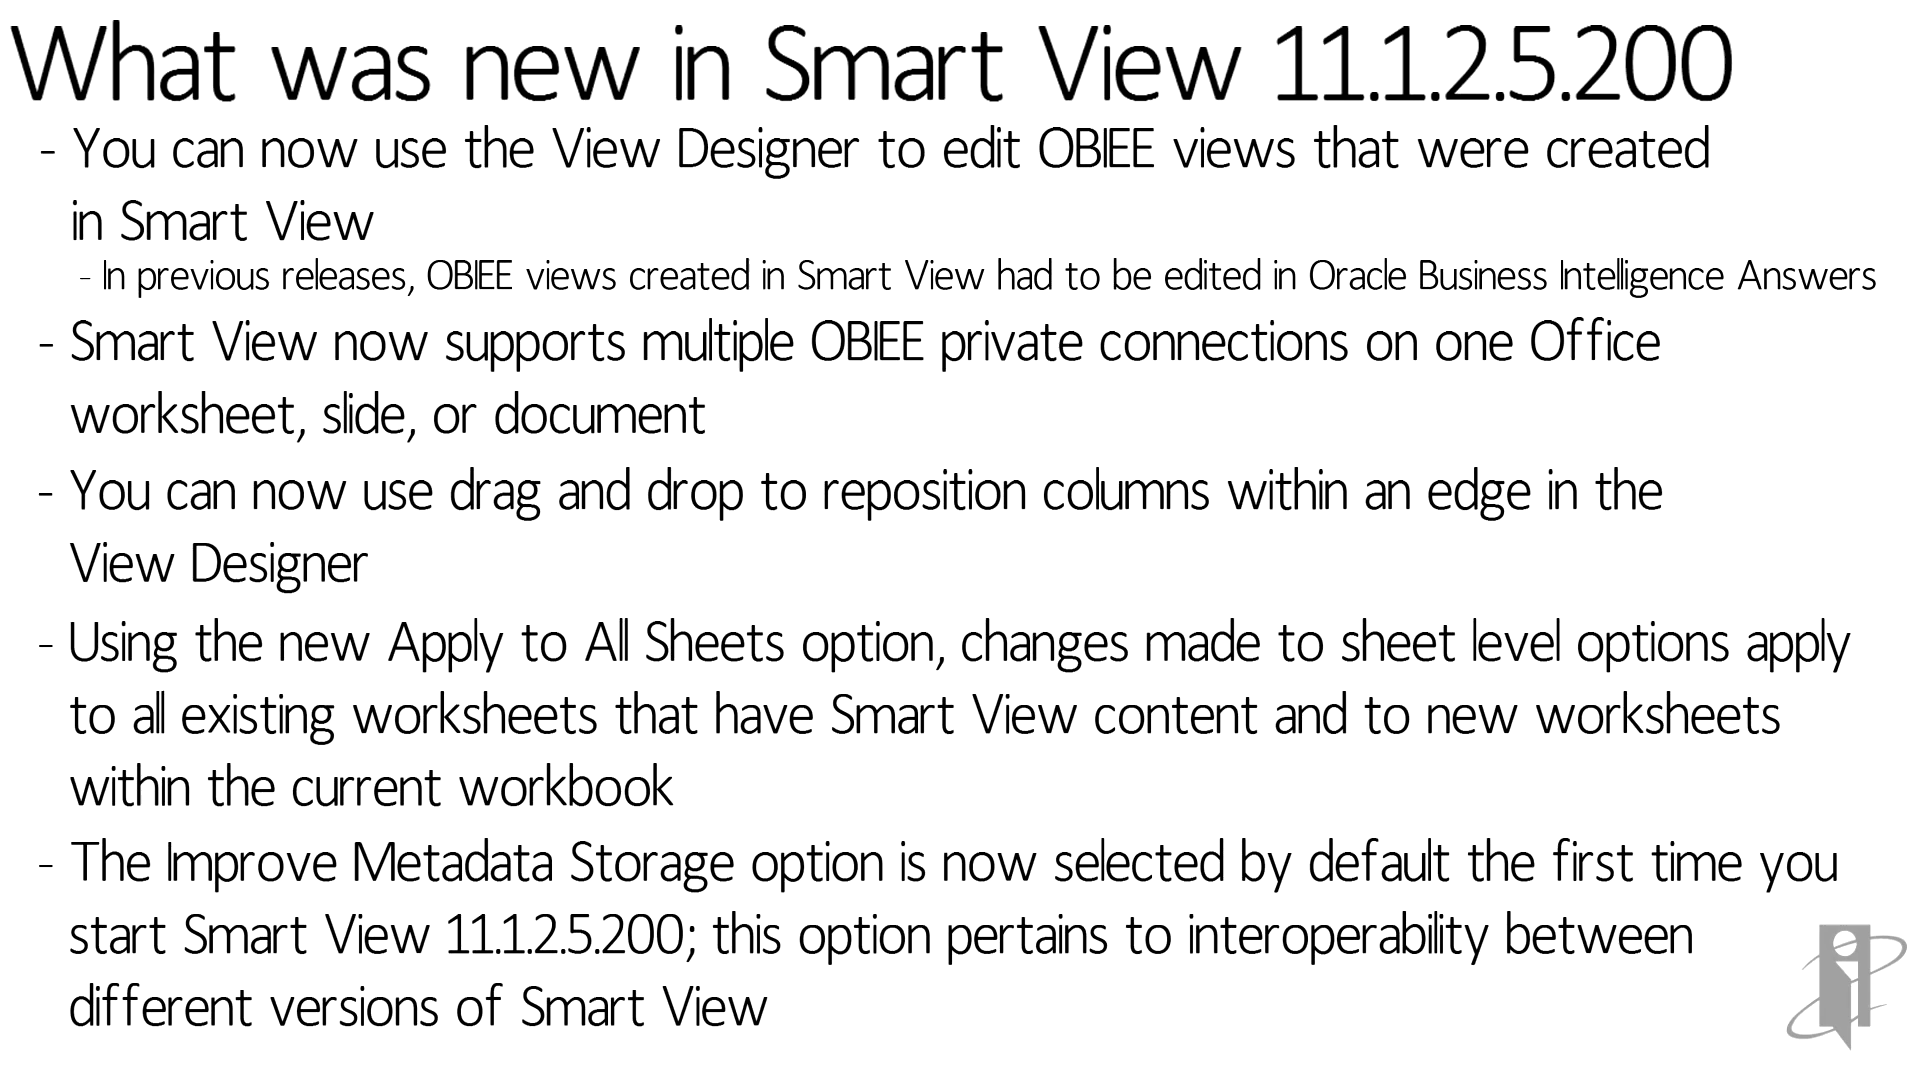 What was new in Smart View 11.1.2.5.200
- You can now use the View Designer to edit OBIEE views that were created
in Smart View
- In previous releases, OBIEE views created in Smart View had to be edited in Oracle Business Intelligence Answers
- Smart View now supports multiple OBIEE private connections on one Office
worksheet, slide, or document
- You can now use drag and drop to reposition columns within an edge in the
View Designer
- Using the new Apply to All Sheets option, changes made to sheet level options apply
to all existing worksheets that have Smart View content and to new worksheets
within the current workbook
- The Improve Metadata Storage option is now selected by default the first time you
start Smart View 11.1.2.5.200; this option pertains to interoperability between
different versions of Smart View